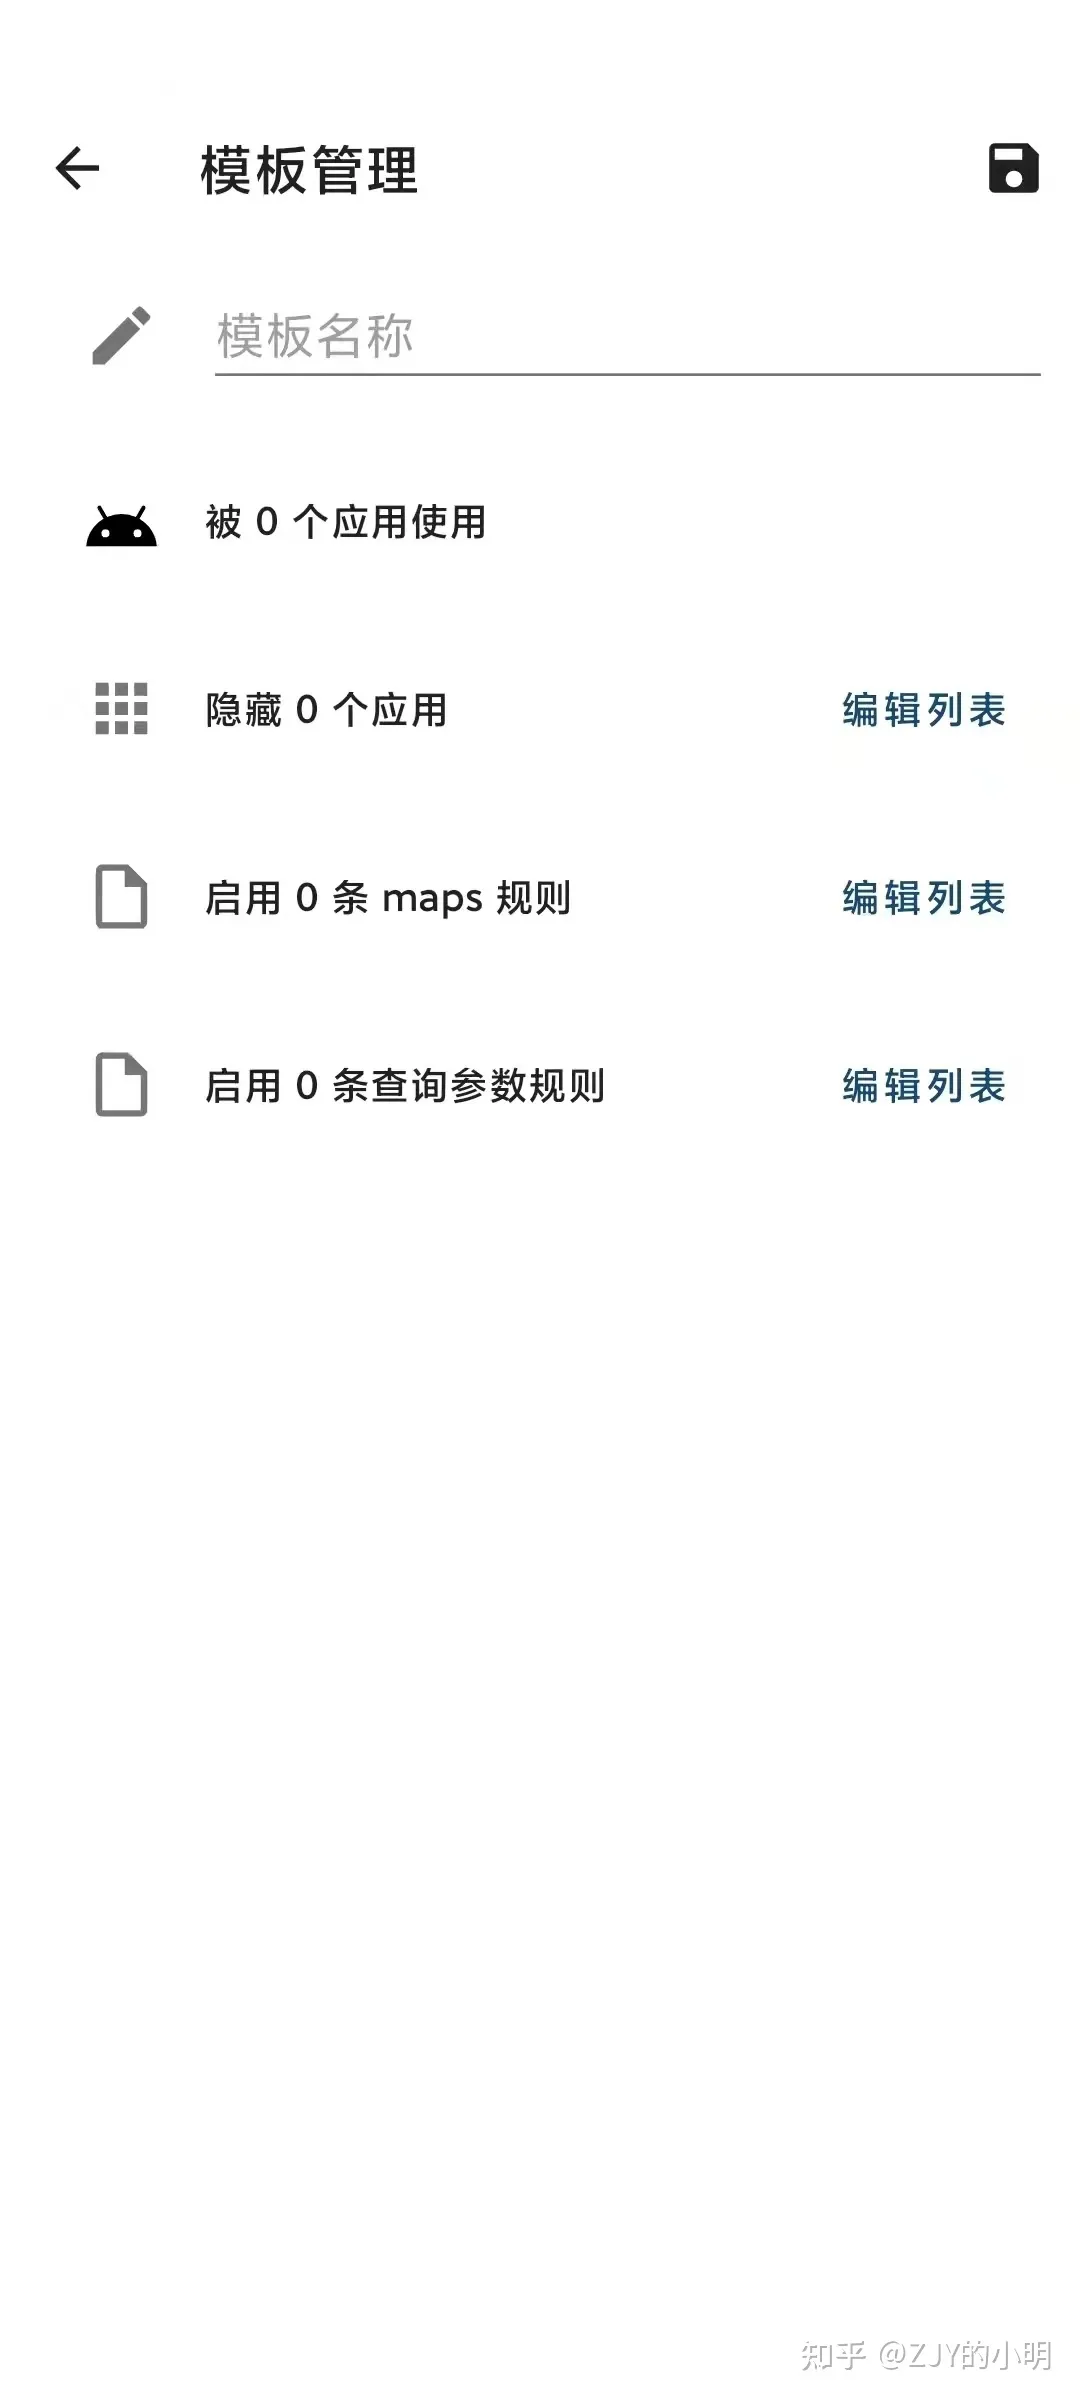 模板管理
模板名称
被 0 个应用使用
隐藏 0 个应用 编辑列表
启用 0 条 maps 规则 编辑列表
启用 0 条查询参数规则 编辑列表
知乎 @ZJY的小明